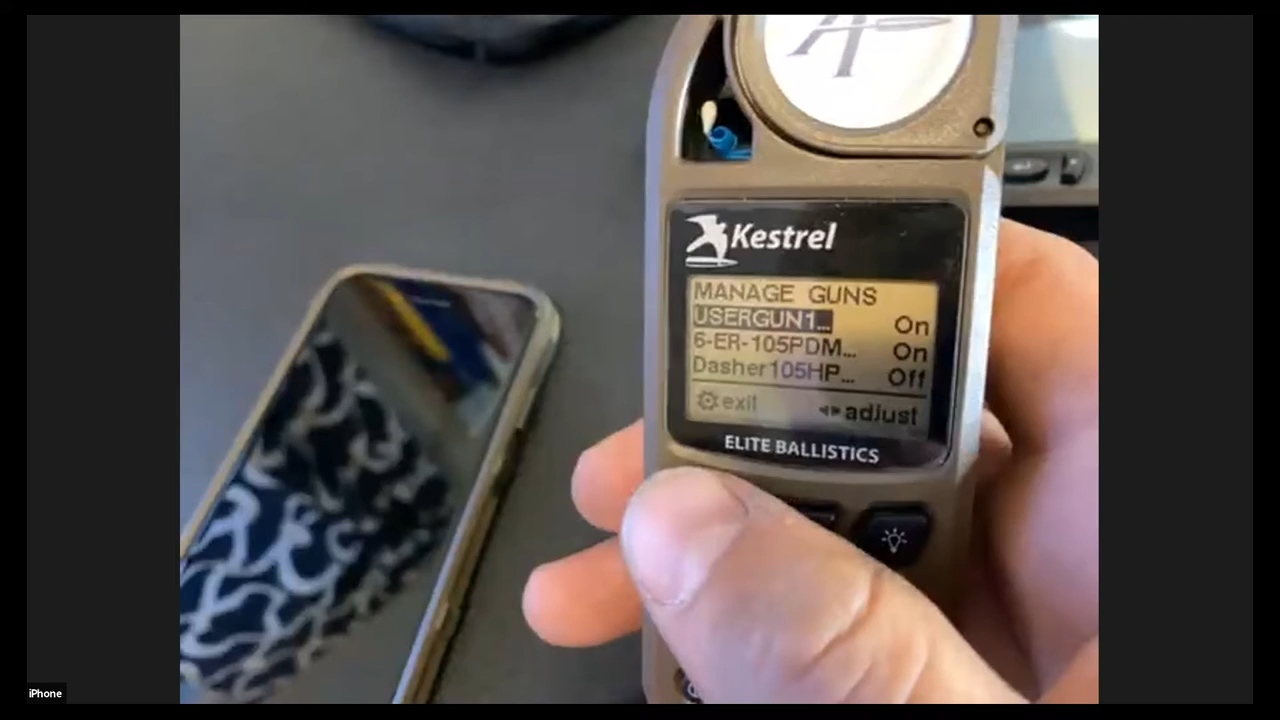 Kestrel
MANAGE GUNS
USERGUN1... On
6-ER-105PDM... On
Dasher105HP... Off
exit adjust
ELITE BALLISTICS
iPhone